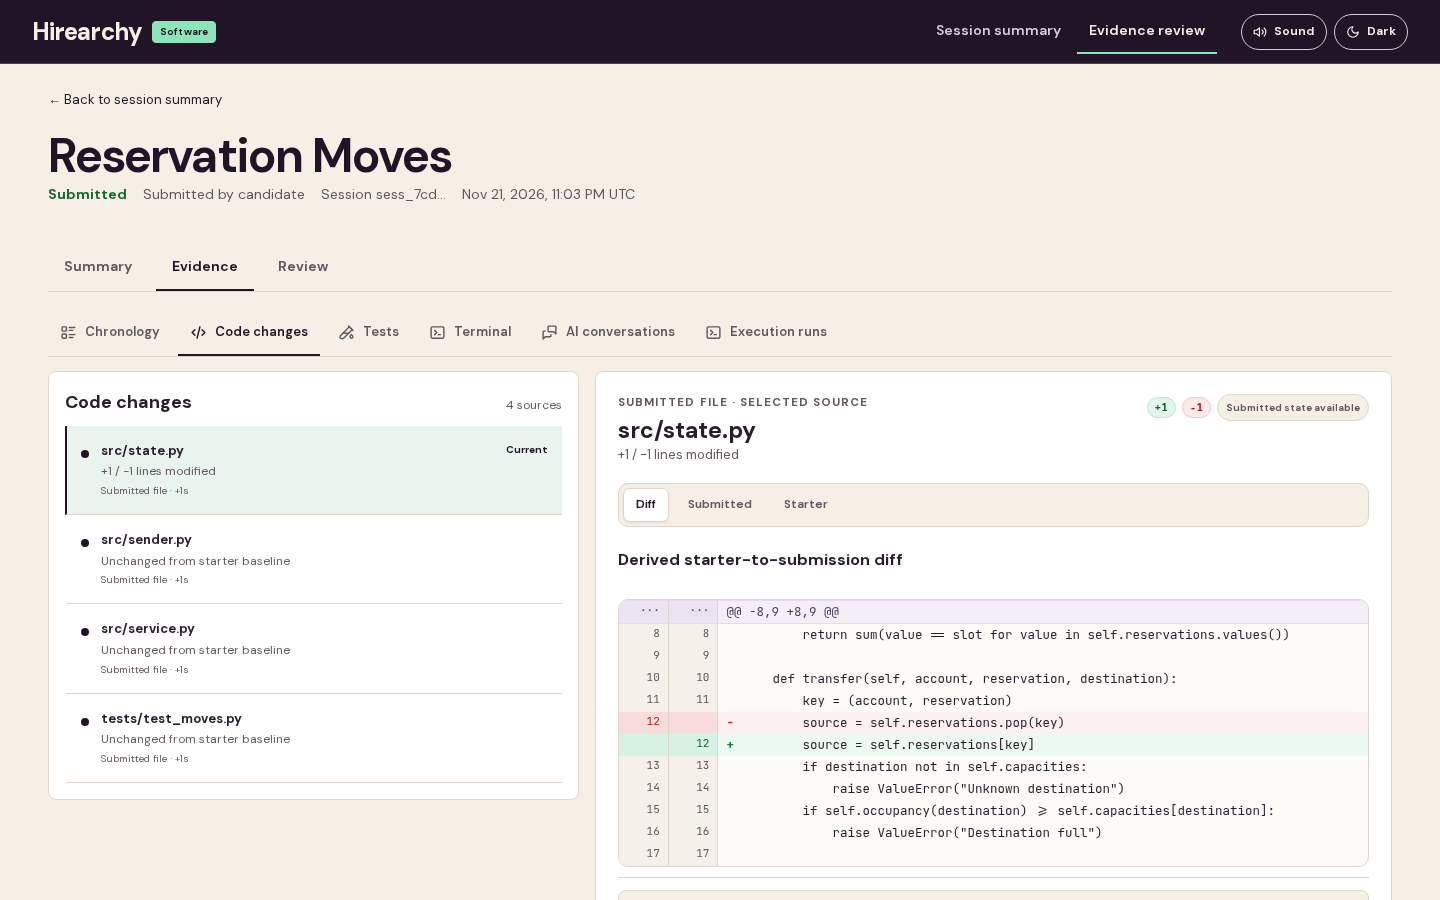 Hirearchy Software Session summary Evidence review Sound Dark
← Back to session summary
Reservation Moves
Submitted Submitted by candidate Session sess_7cd... Nov 21, 2026, 11:03 PM UTC
Summary Evidence Review
Chronology Code changes Tests Terminal AI conversations Execution runs
Code changes 4 sources
src/state.py Current
+1 / -1 lines modified
Submitted file · +1s
src/sender.py
Unchanged from starter baseline
Submitted file · +1s
src/service.py
Unchanged from starter baseline
Submitted file · +1s
tests/test_moves.py
Unchanged from starter baseline
Submitted file · +1s
SUBMITTED FILE · SELECTED SOURCE +1 -1 Submitted state available
src/state.py
+1 / -1 lines modified
Diff Submitted Starter
Derived starter-to-submission diff
··· ··· @@ -8,9 +8,9 @@
8 8 return sum(value == slot for value in self.reservations.values())
9 9
10 10 def transfer(self, account, reservation, destination):
11 11 key = (account, reservation)
12 - source = self.reservations.pop(key)
12 + source = self.reservations[key]
13 13 if destination not in self.capacities:
14 14 raise ValueError("Unknown destination")
15 15 if self.occupancy(destination) >= self.capacities[destination]:
16 16 raise ValueError("Destination full")
17 17